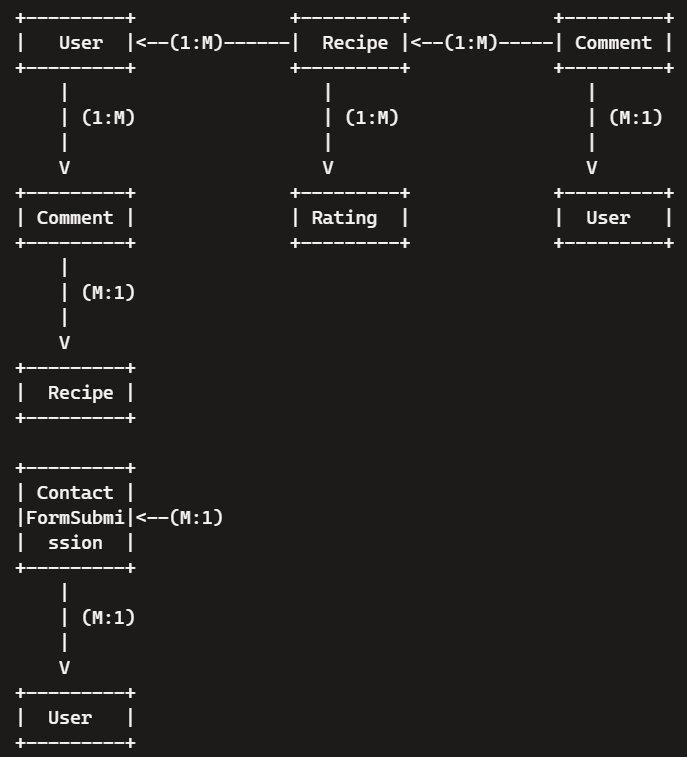 +---------+              +---------+             +---------+
|   User  |<--(1:M)------|  Recipe |<--(1:M)-----| Comment |
+---------+              +---------+             +---------+
    |                       |                       |
    | (1:M)                 | (1:M)                 | (M:1)
    |                       |                       |
    V                       V                       V
+---------+              +---------+             +---------+
| Comment |              | Rating  |             |  User   |
+---------+              +---------+             +---------+
    |
    | (M:1)
    |
    V
+---------+
|  Recipe |
+---------+

+---------+
| Contact |
|FormSubmi|<--(M:1)
|  ssion  |
+---------+
    |
    | (M:1)
    |
    V
+---------+
|  User   |
+---------+